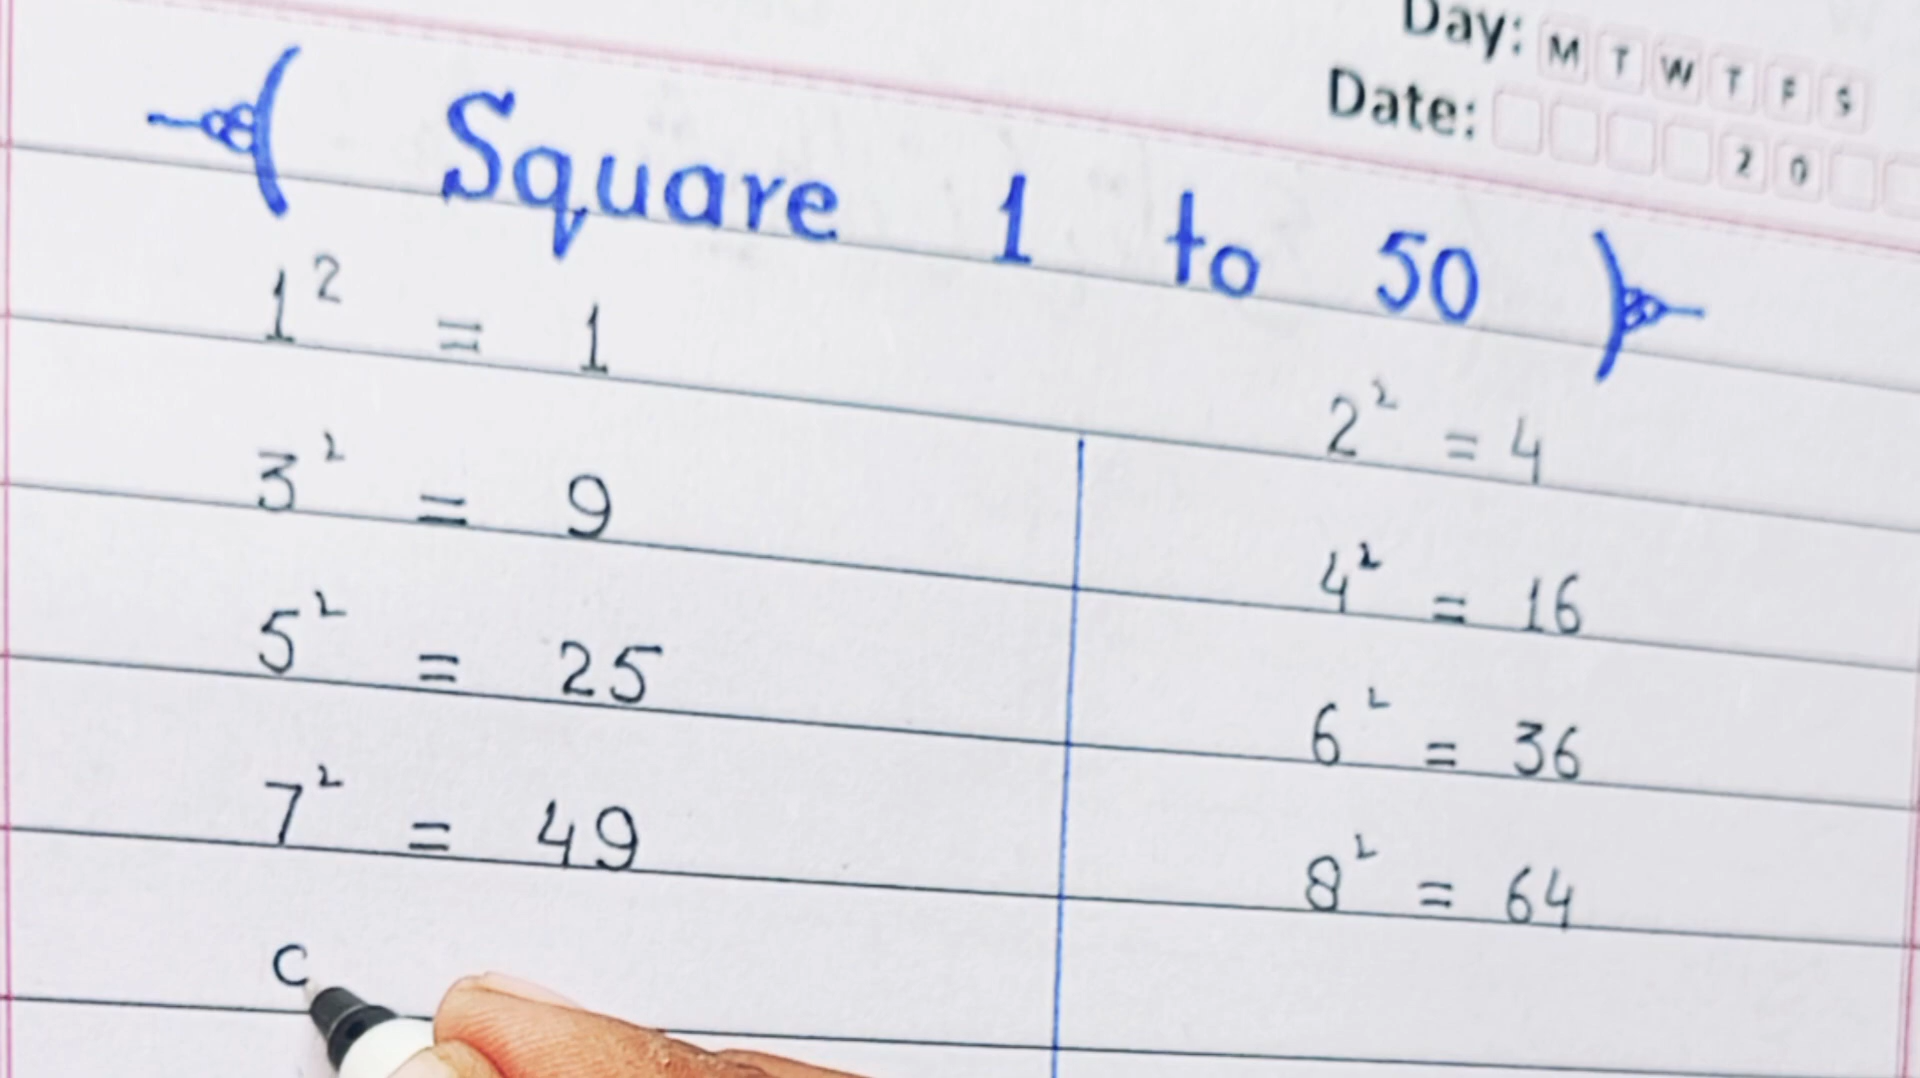 Day: M T W T F S
Date: 2 0
Square 1 to 50
1² = 1
2² = 4
3² = 9
4² = 16
5² = 25
6² = 36
7² = 49
8² = 64